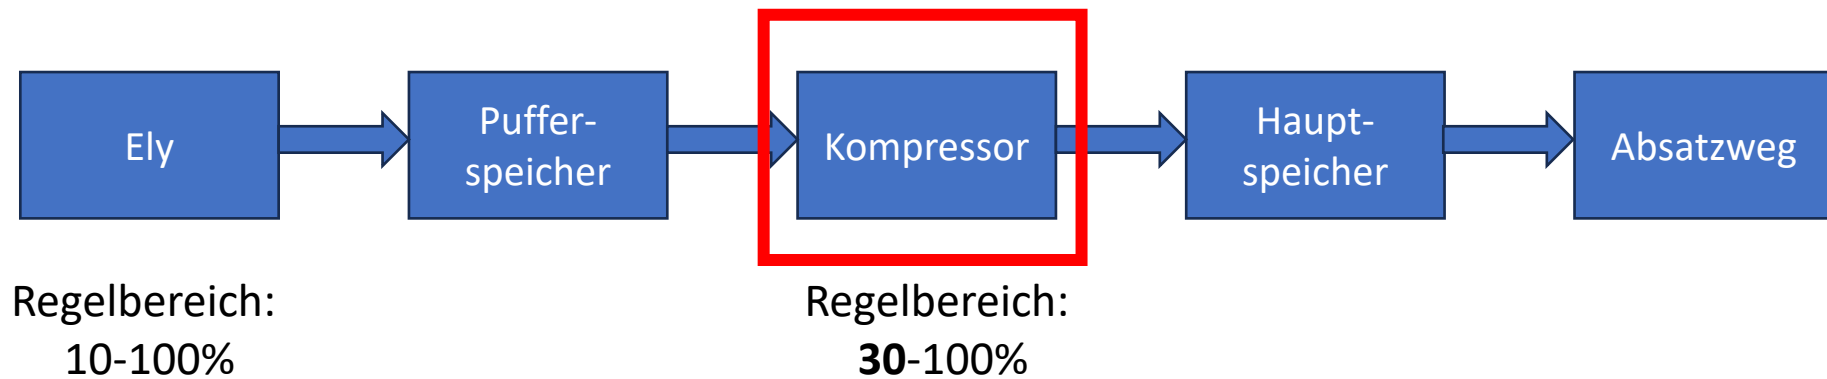 Ely
Puffer-
speicher
Kompressor
Haupt-
speicher
Absatzweg
Regelbereich:
10-100%
Regelbereich:
30-100%